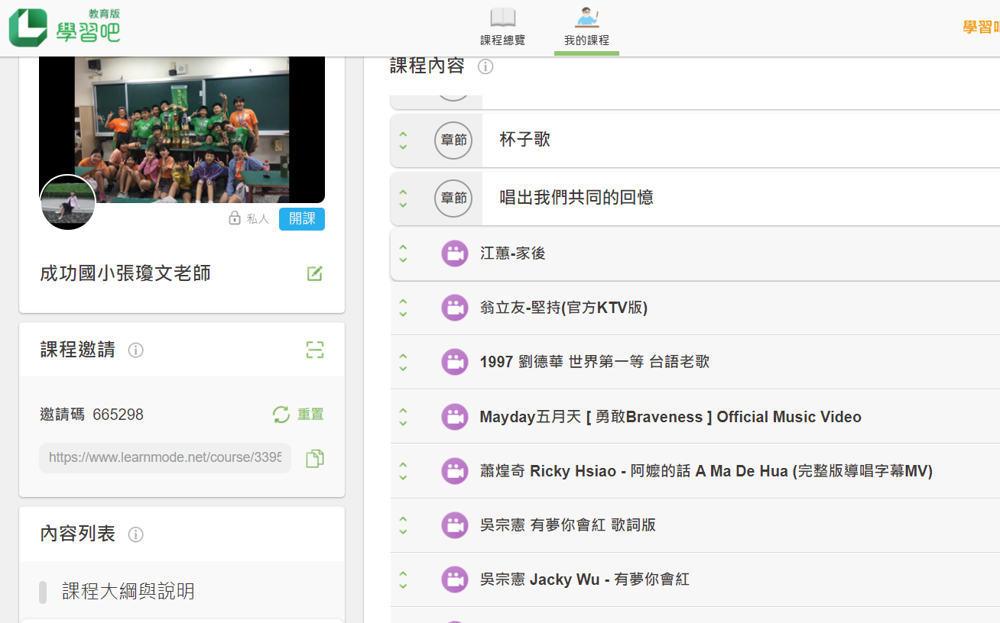 教育版
學習吧
課程總覽
我的課程
課程內容
章節
杯子歌
章節
唱出我們共同的回憶
江蕙-家後
翁立友-堅持(官方KTV版)
1997 劉德華 世界第一等 台語老歌
Mayday五月天 [ 勇敢Braveness ] Official Music Video
蕭煌奇 Ricky Hsiao - 阿嬤的話 A Ma De Hua (完整版導唱字幕MV)
吳宗憲 有夢你會紅 歌詞版
吳宗憲 Jacky Wu - 有夢你會紅
私人
開課
成功國小張瓊文老師
課程邀請
邀請碼 665298
重置
https://www.learnmode.net/course/3395
內容列表
課程大綱與說明